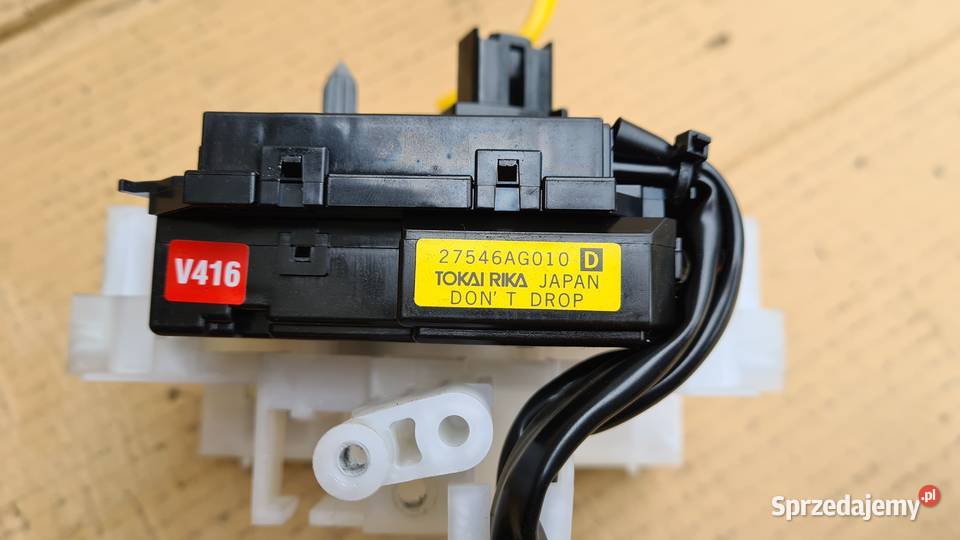 V416
27546AG010 D
TOKAI RIKA JAPAN
DON'T DROP
Sprzedajemy.pl